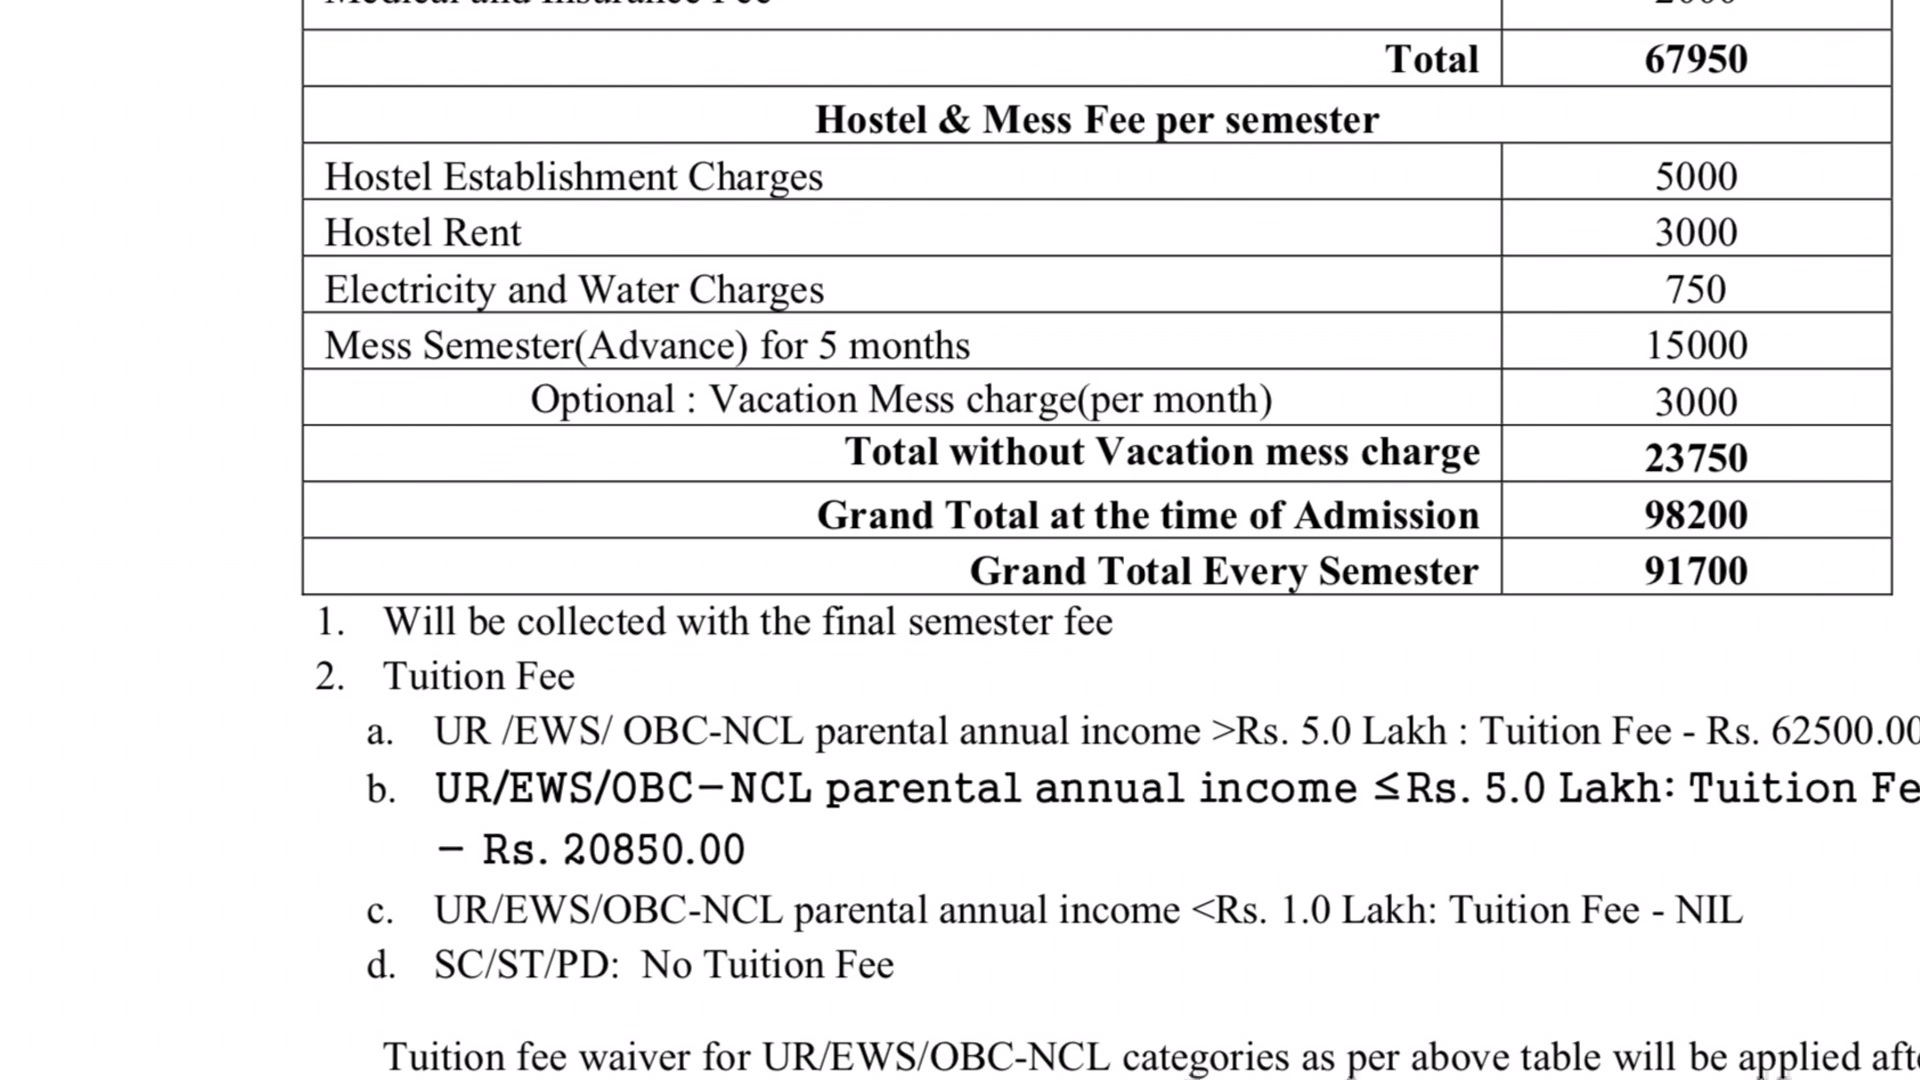 Medical and Insurance Fee 2000
Total 67950
Hostel & Mess Fee per semester
Hostel Establishment Charges 5000
Hostel Rent 3000
Electricity and Water Charges 750
Mess Semester(Advance) for 5 months 15000
Optional : Vacation Mess charge(per month) 3000
Total without Vacation mess charge 23750
Grand Total at the time of Admission 98200
Grand Total Every Semester 91700
1. Will be collected with the final semester fee
2. Tuition Fee
a. UR /EWS/ OBC-NCL parental annual income >Rs. 5.0 Lakh : Tuition Fee - Rs. 62500.00
b. UR/EWS/OBC–NCL parental annual income ≤Rs. 5.0 Lakh: Tuition Fe
– Rs. 20850.00
c. UR/EWS/OBC-NCL parental annual income <Rs. 1.0 Lakh: Tuition Fee - NIL
d. SC/ST/PD: No Tuition Fee
Tuition fee waiver for UR/EWS/OBC-NCL categories as per above table will be applied aft